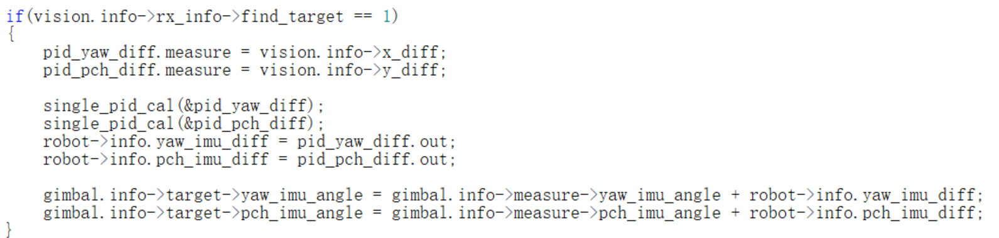 if(vision.info->rx_info->find_target == 1)
{
    pid_yaw_diff.measure = vision.info->x_diff;
    pid_pch_diff.measure = vision.info->y_diff;

    single_pid_cal(&pid_yaw_diff);
    single_pid_cal(&pid_pch_diff);
    robot->info.yaw_imu_diff = pid_yaw_diff.out;
    robot->info.pch_imu_diff = pid_pch_diff.out;

    gimbal.info->target->yaw_imu_angle = gimbal.info->measure->yaw_imu_angle + robot->info.yaw_imu_diff;
    gimbal.info->target->pch_imu_angle = gimbal.info->measure->pch_imu_angle + robot->info.pch_imu_diff;
}